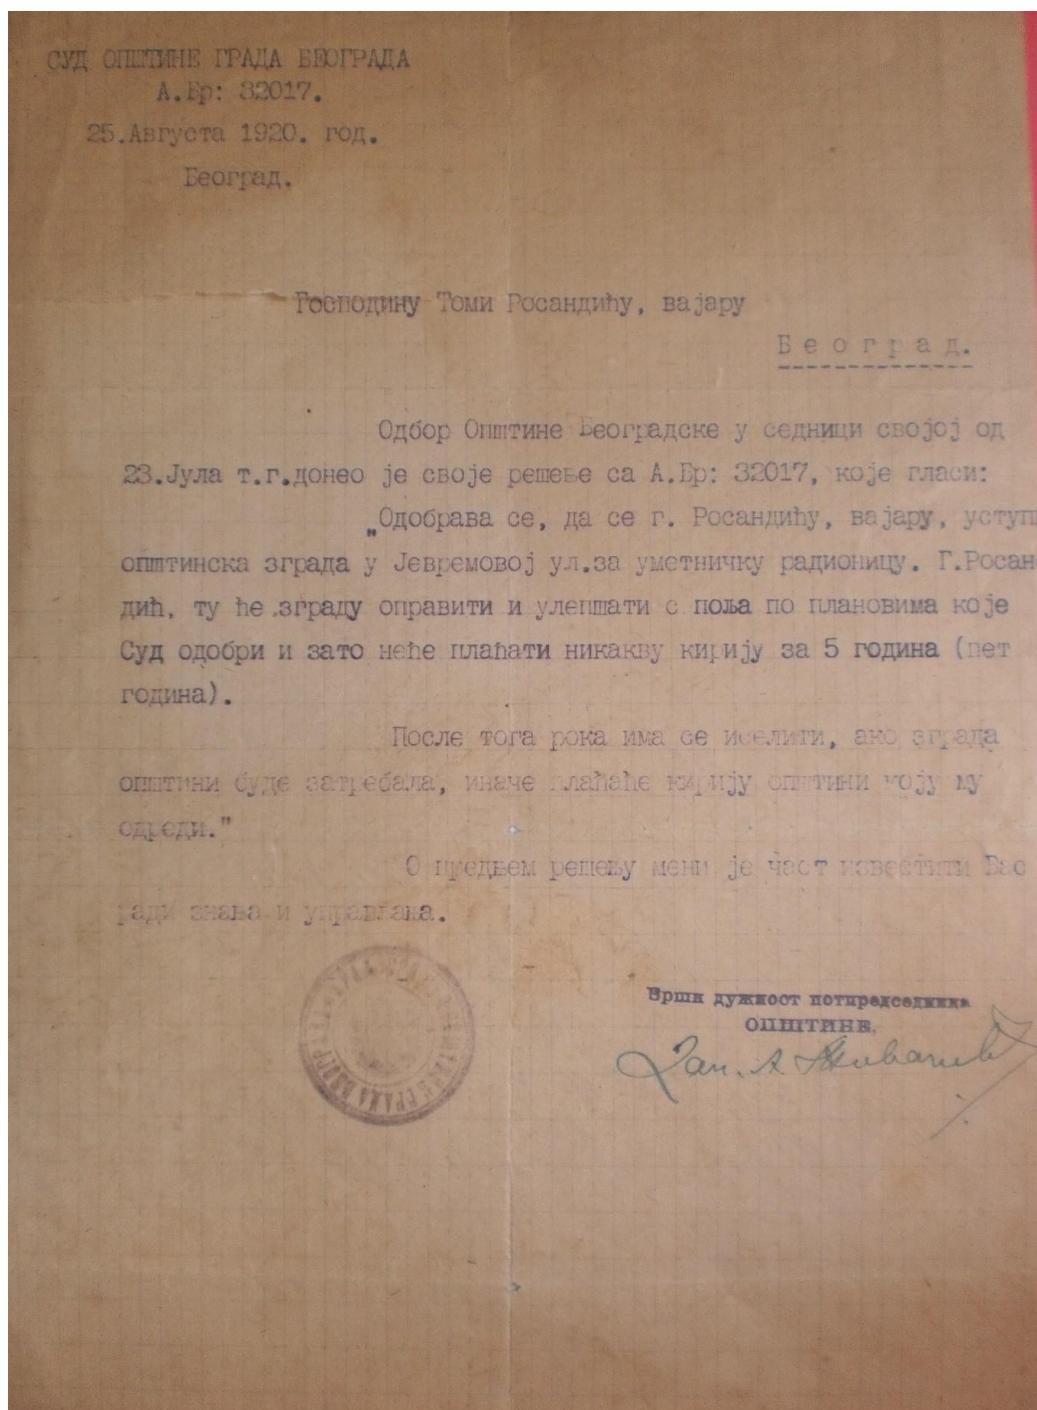 СУД ОПШТИНЕ ГРАДА БЕОГРАДА
А.Бр: 32017.
25.Августа 1920. год.
Београд.
Господину Томи Росандићу, вајару
Б е о г р а д.
Одбор Општине Београдске у седници својој од
23.Јула т.г.донео је своје решење са А.Бр: 32017, које гласи:
„Одобрава се, да се г. Росандићу, вајару, уступи
општинска зграда у Јевремовој ул.за уметничку радионицу. Г.Росан-
дић, ту ће зграду оправити и улепшати с поља по плановима које
Суд одобри и зато неће плаћати никакву кирију за 5 година (пет
година).
После тога рока има се иселити, ако зграда
општини буде затребала, иначе плаћаће кирију општини коју му
одреди."
О предњем решењу мени је част известити Вас
ради знања и управлана.
Врши дужност потпредседника
ОПШТИНЕ,